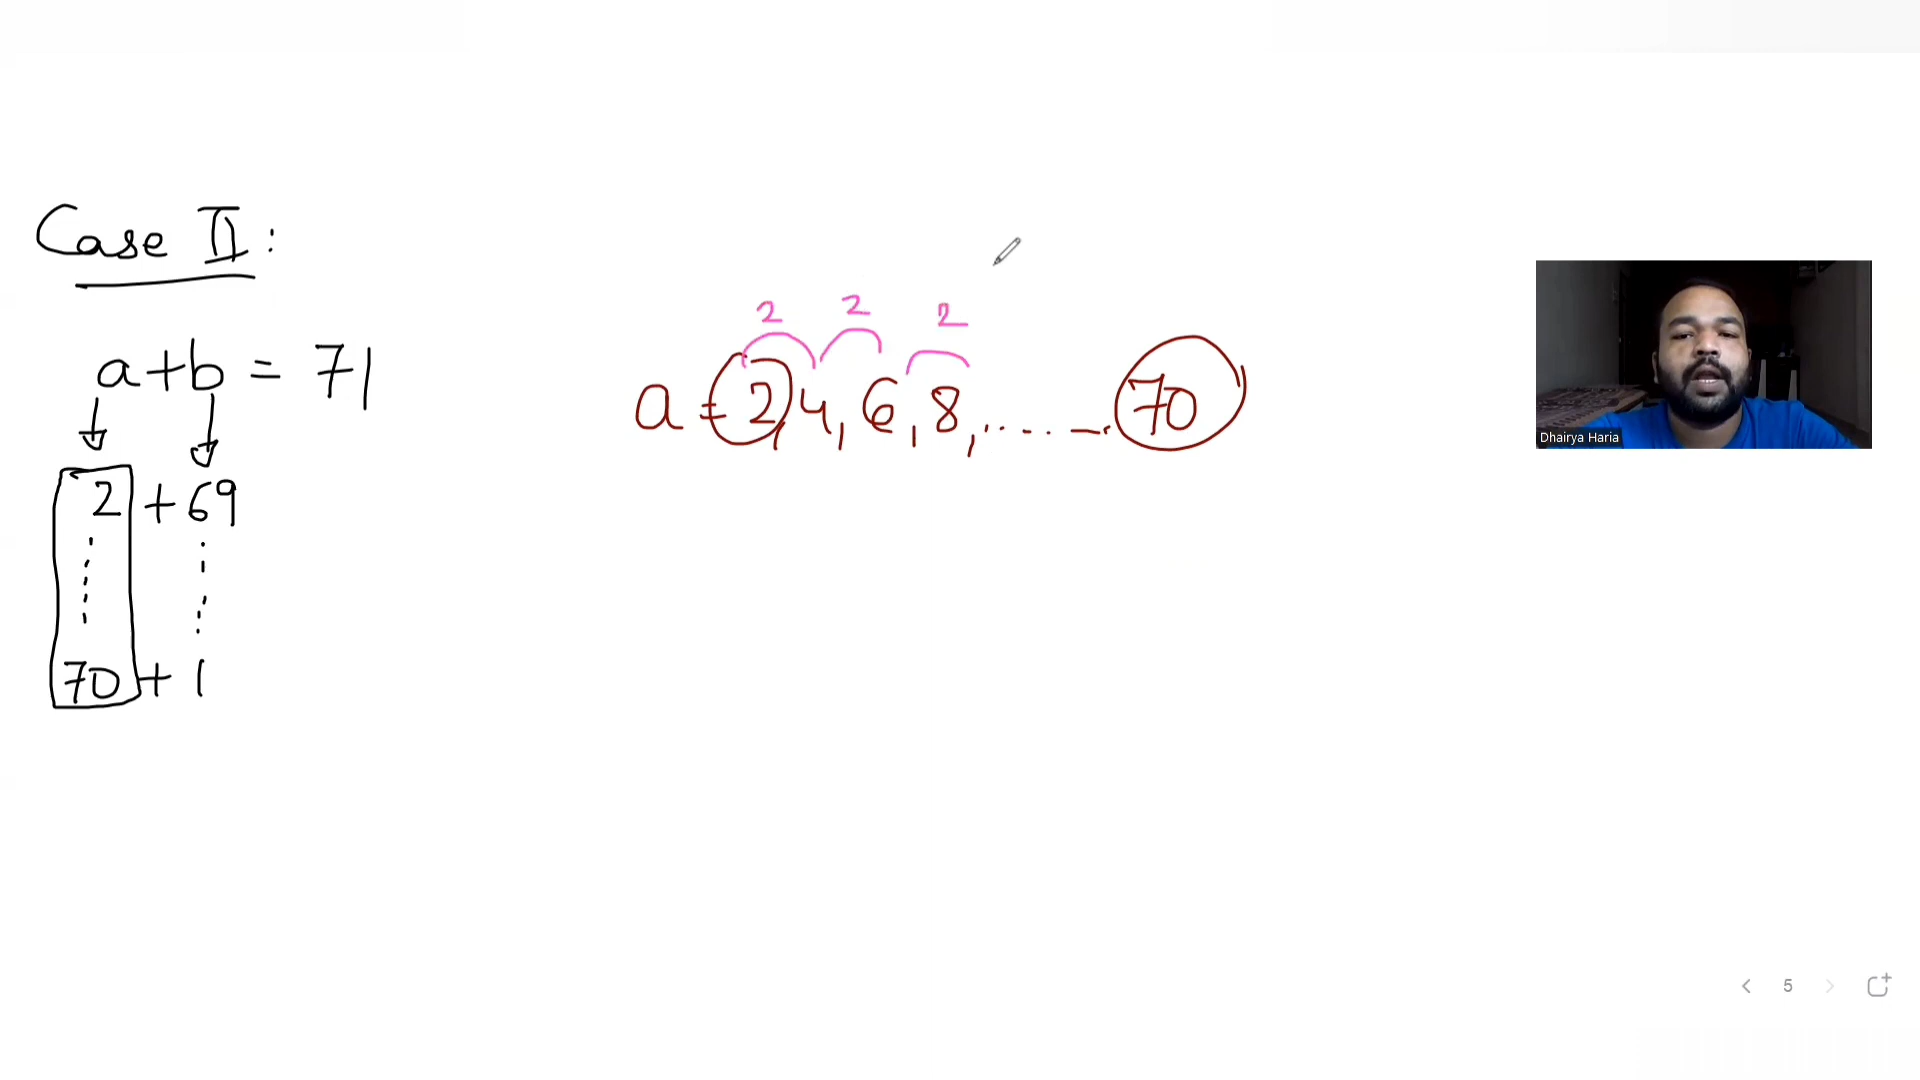 Case II:
a+b = 71
2 + 69
70 + 1
2 2 2
a = 2, 4, 6, 8, ...... 70
Dhairya Haria
5